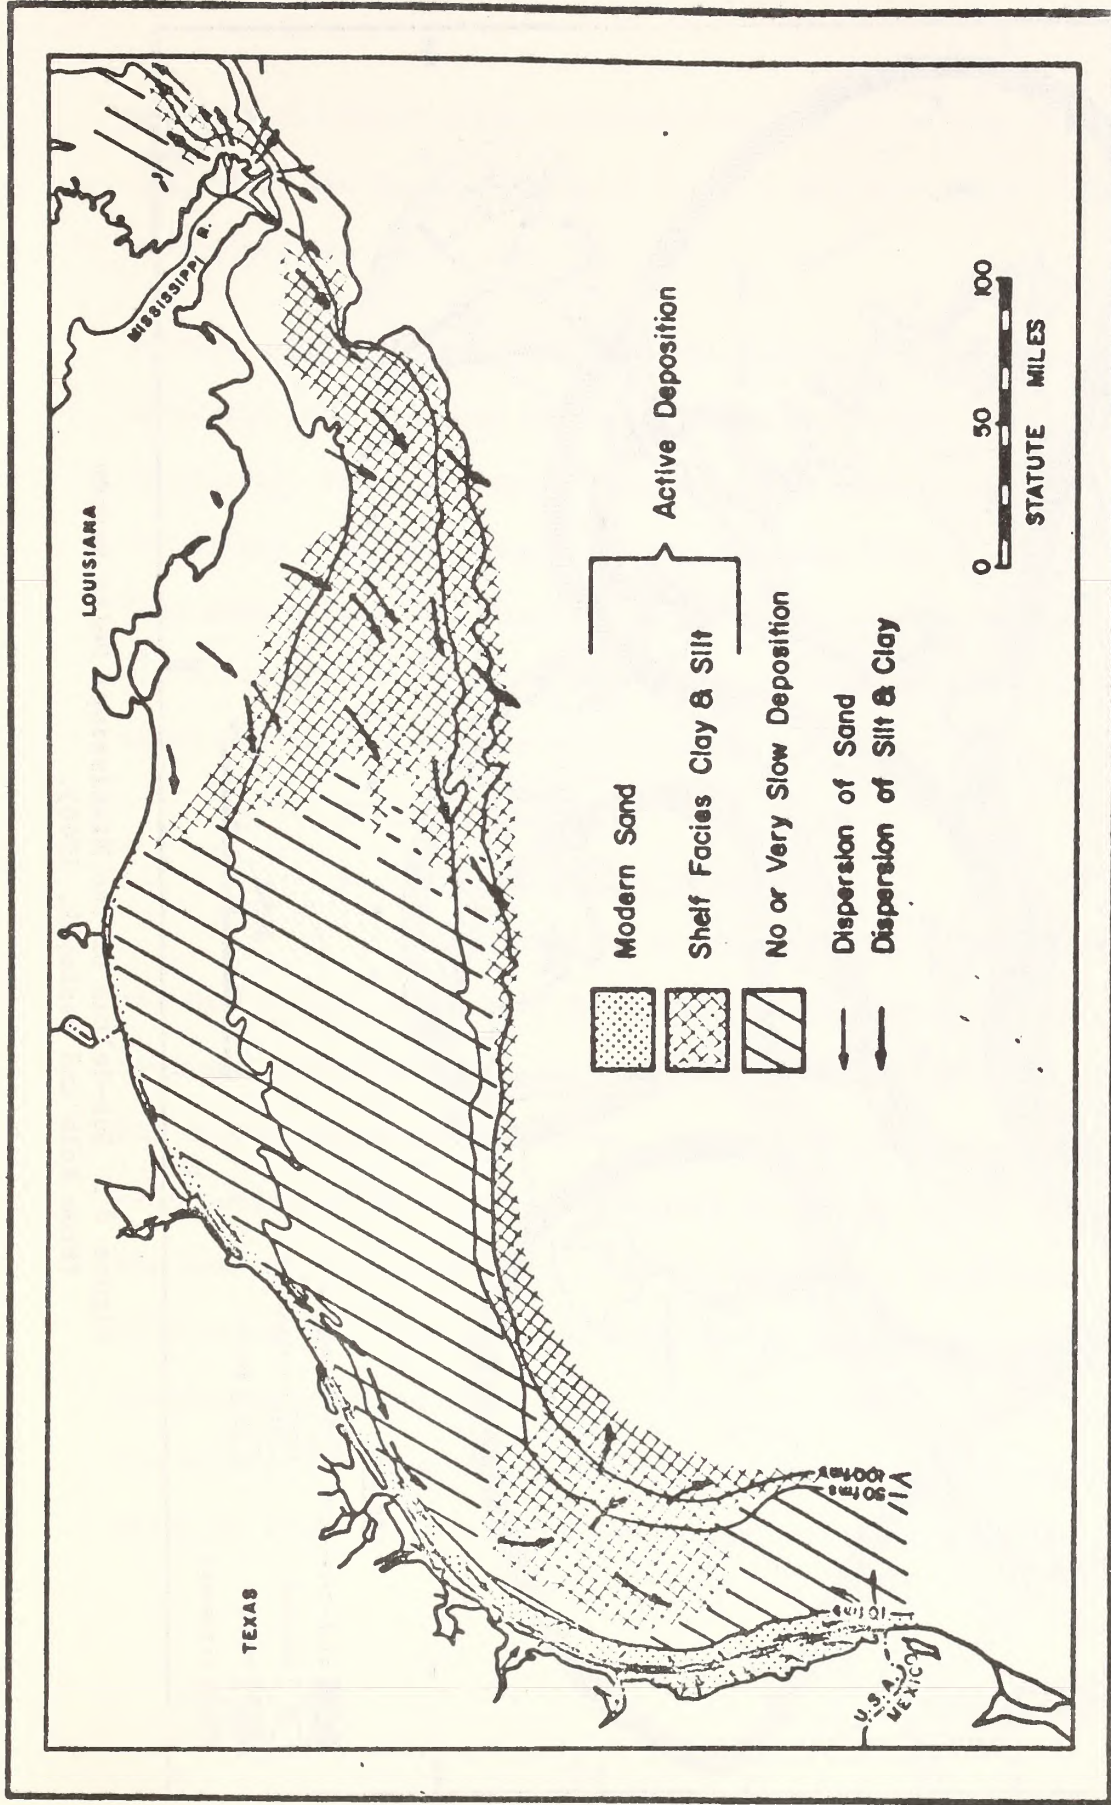 LOUISIANA
MISSISSIPPI R.
TEXAS
U.S.A.
MEXICO
10 fms
50 fms
100 fms
Modern Sand
Shelf Facies Clay & Silt
Active Deposition
No or Very Slow Deposition
Dispersion of Sand
Dispersion of Silt & Clay
0 50 100
STATUTE MILES